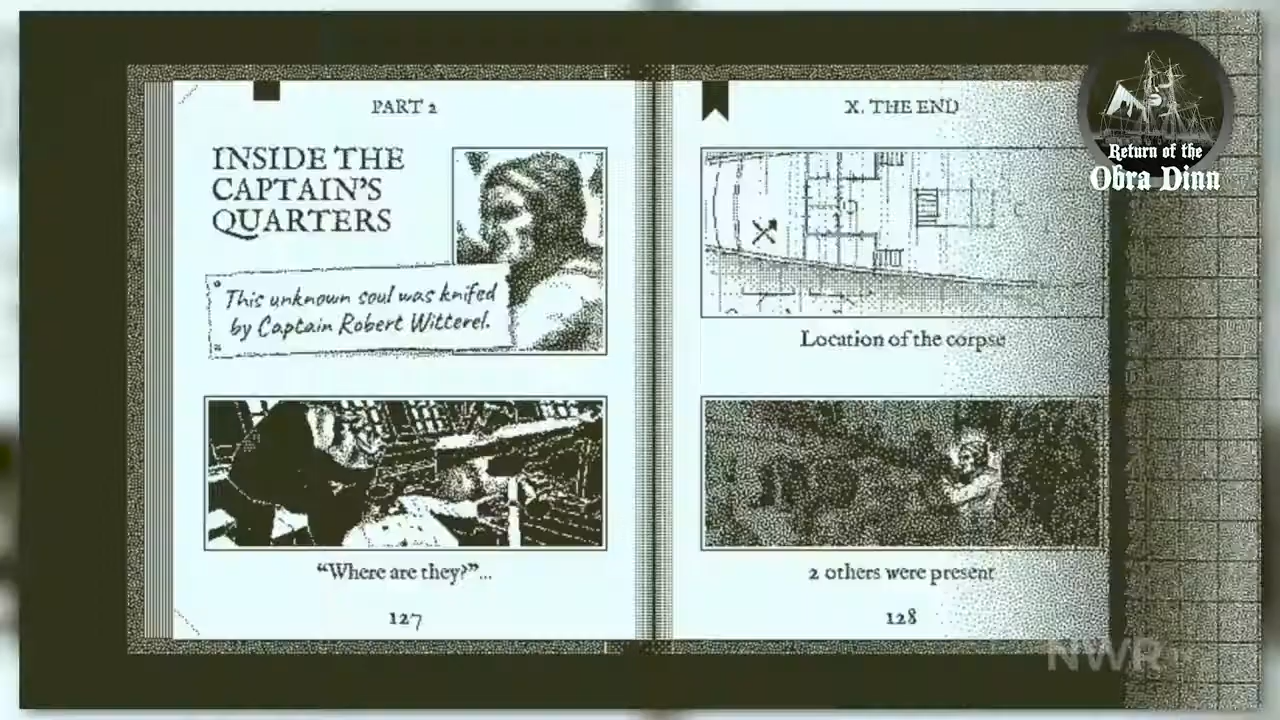 PART 2
INSIDE THE
CAPTAIN'S
QUARTERS
This unknown soul was knifed
by Captain Robert Witterel.
"Where are they?"...
127
X. THE END
Location of the corpse
2 others were present
128
Return of the
Obra Dinn
NWR